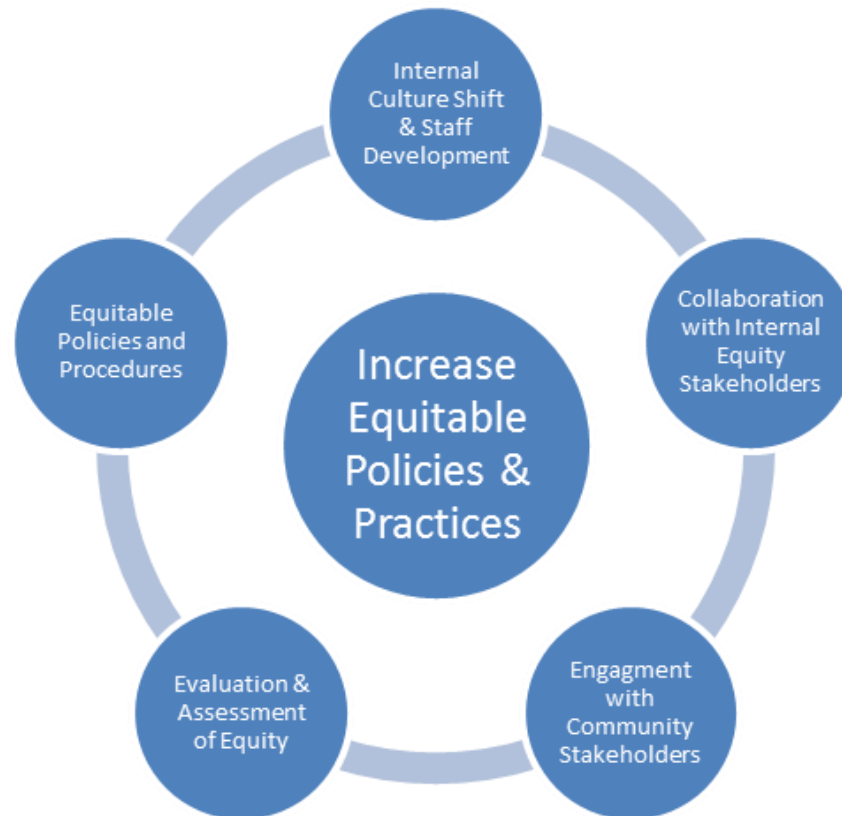 Internal
Culture Shift
& Staff
Development
Collaboration
with Internal
Equity
Stakeholders
Engagment
with
Community
Stakeholders
Evaluation &
Assessment
of Equity
Equitable
Policies and
Procedures
Increase
Equitable
Policies &
Practices